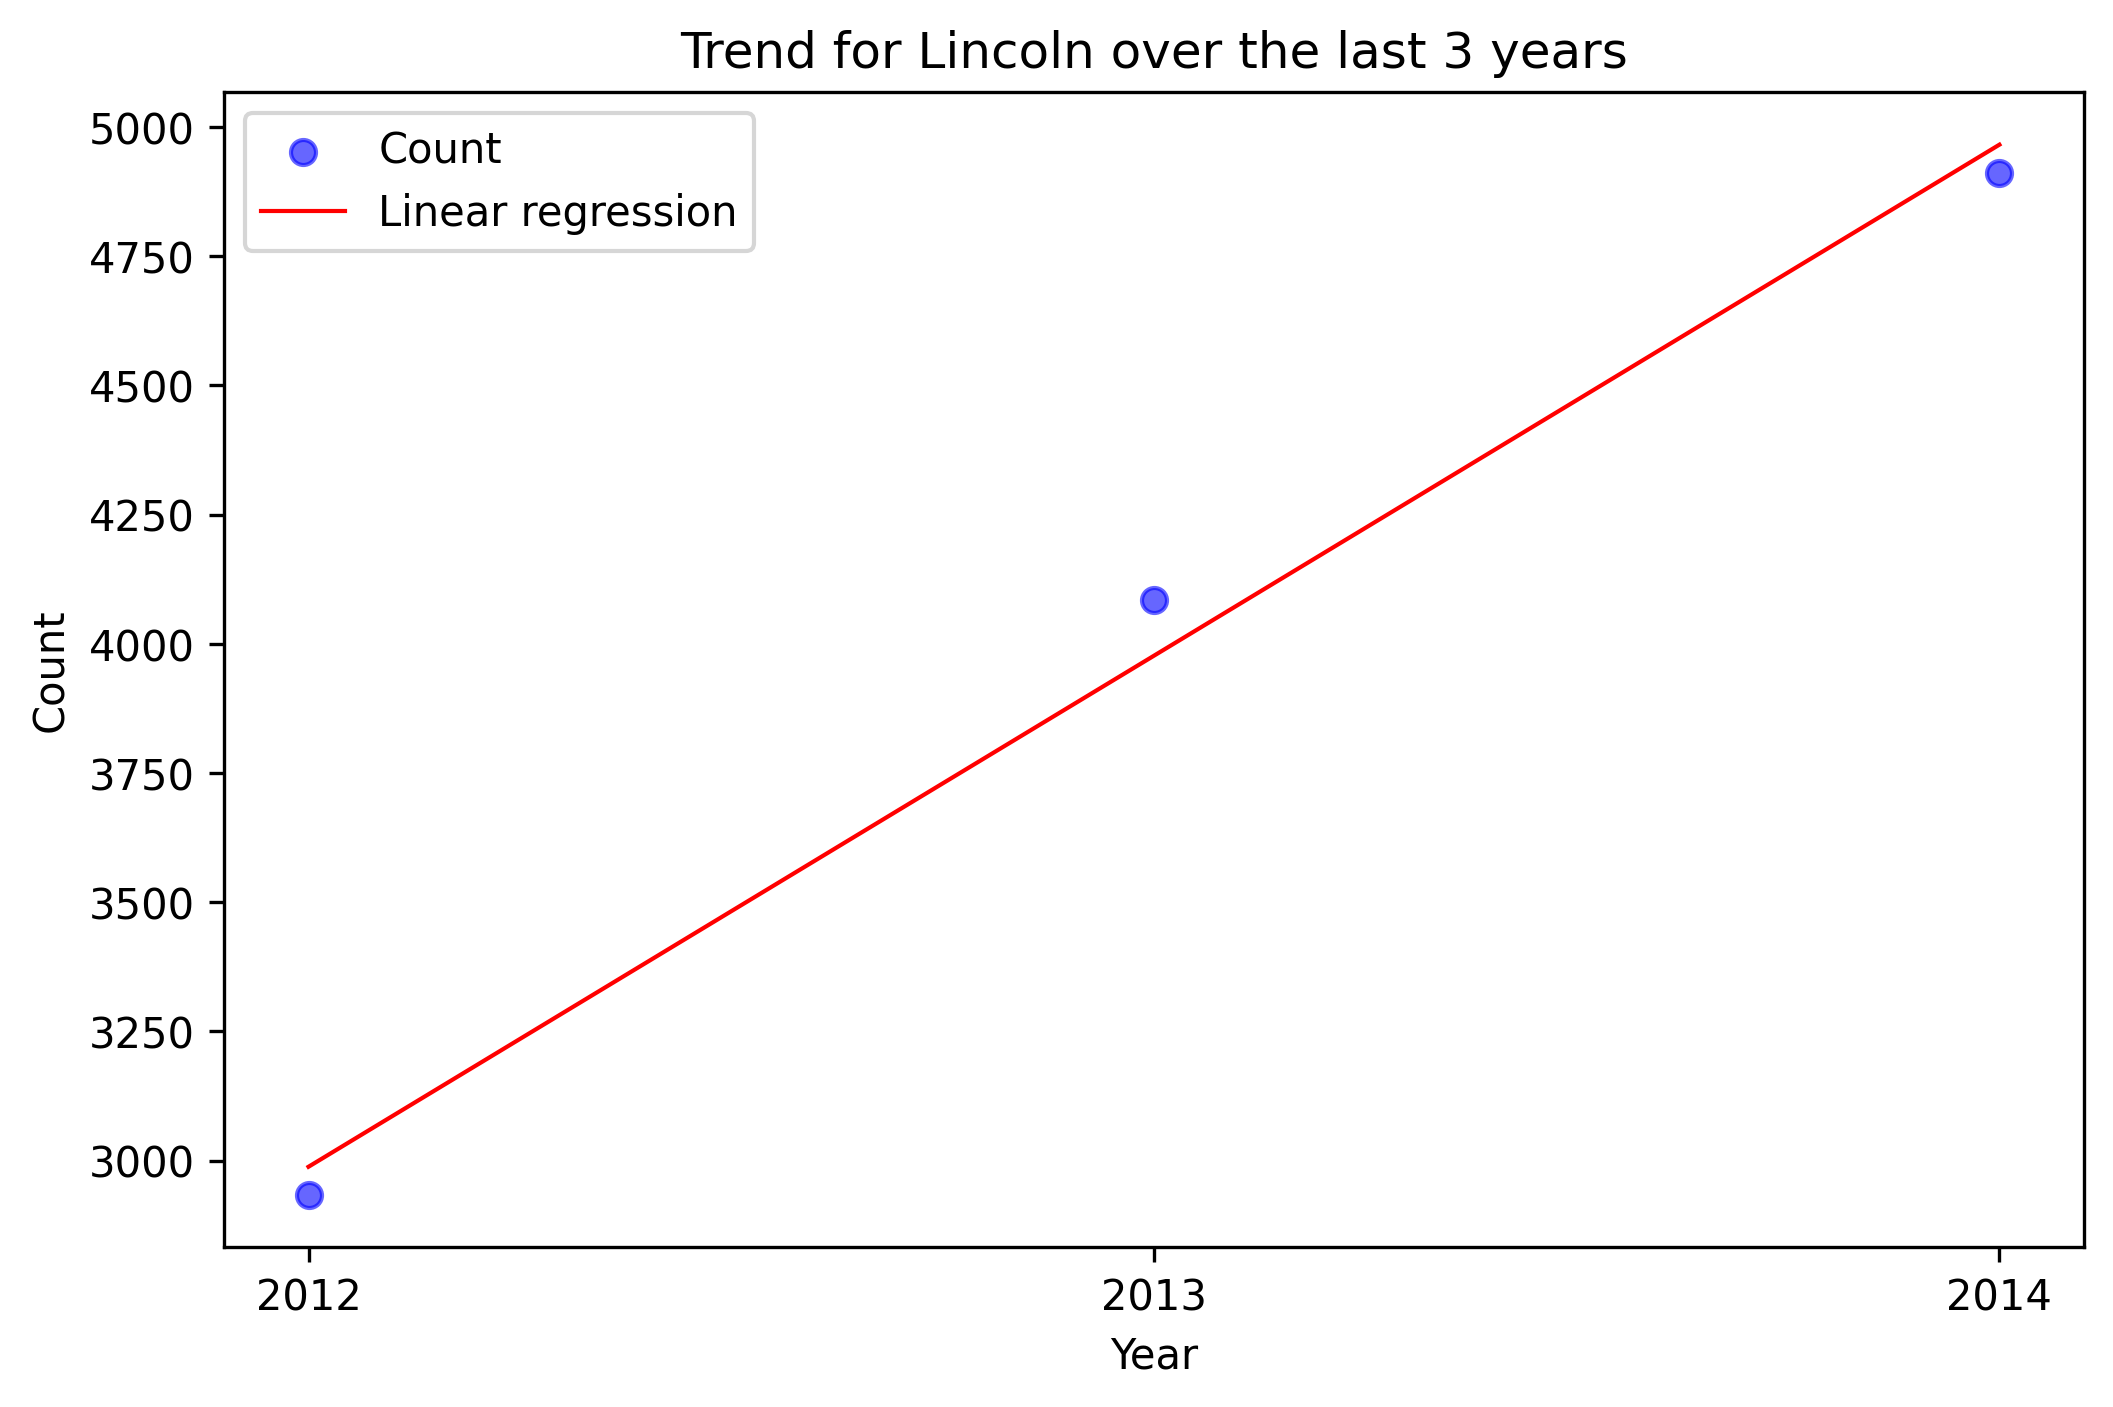 Trend for Lincoln over the last 3 years
Count
Linear regression
5000
4750
4500
4250
4000
3750
3500
3250
3000
Count
2012
2013
2014
Year